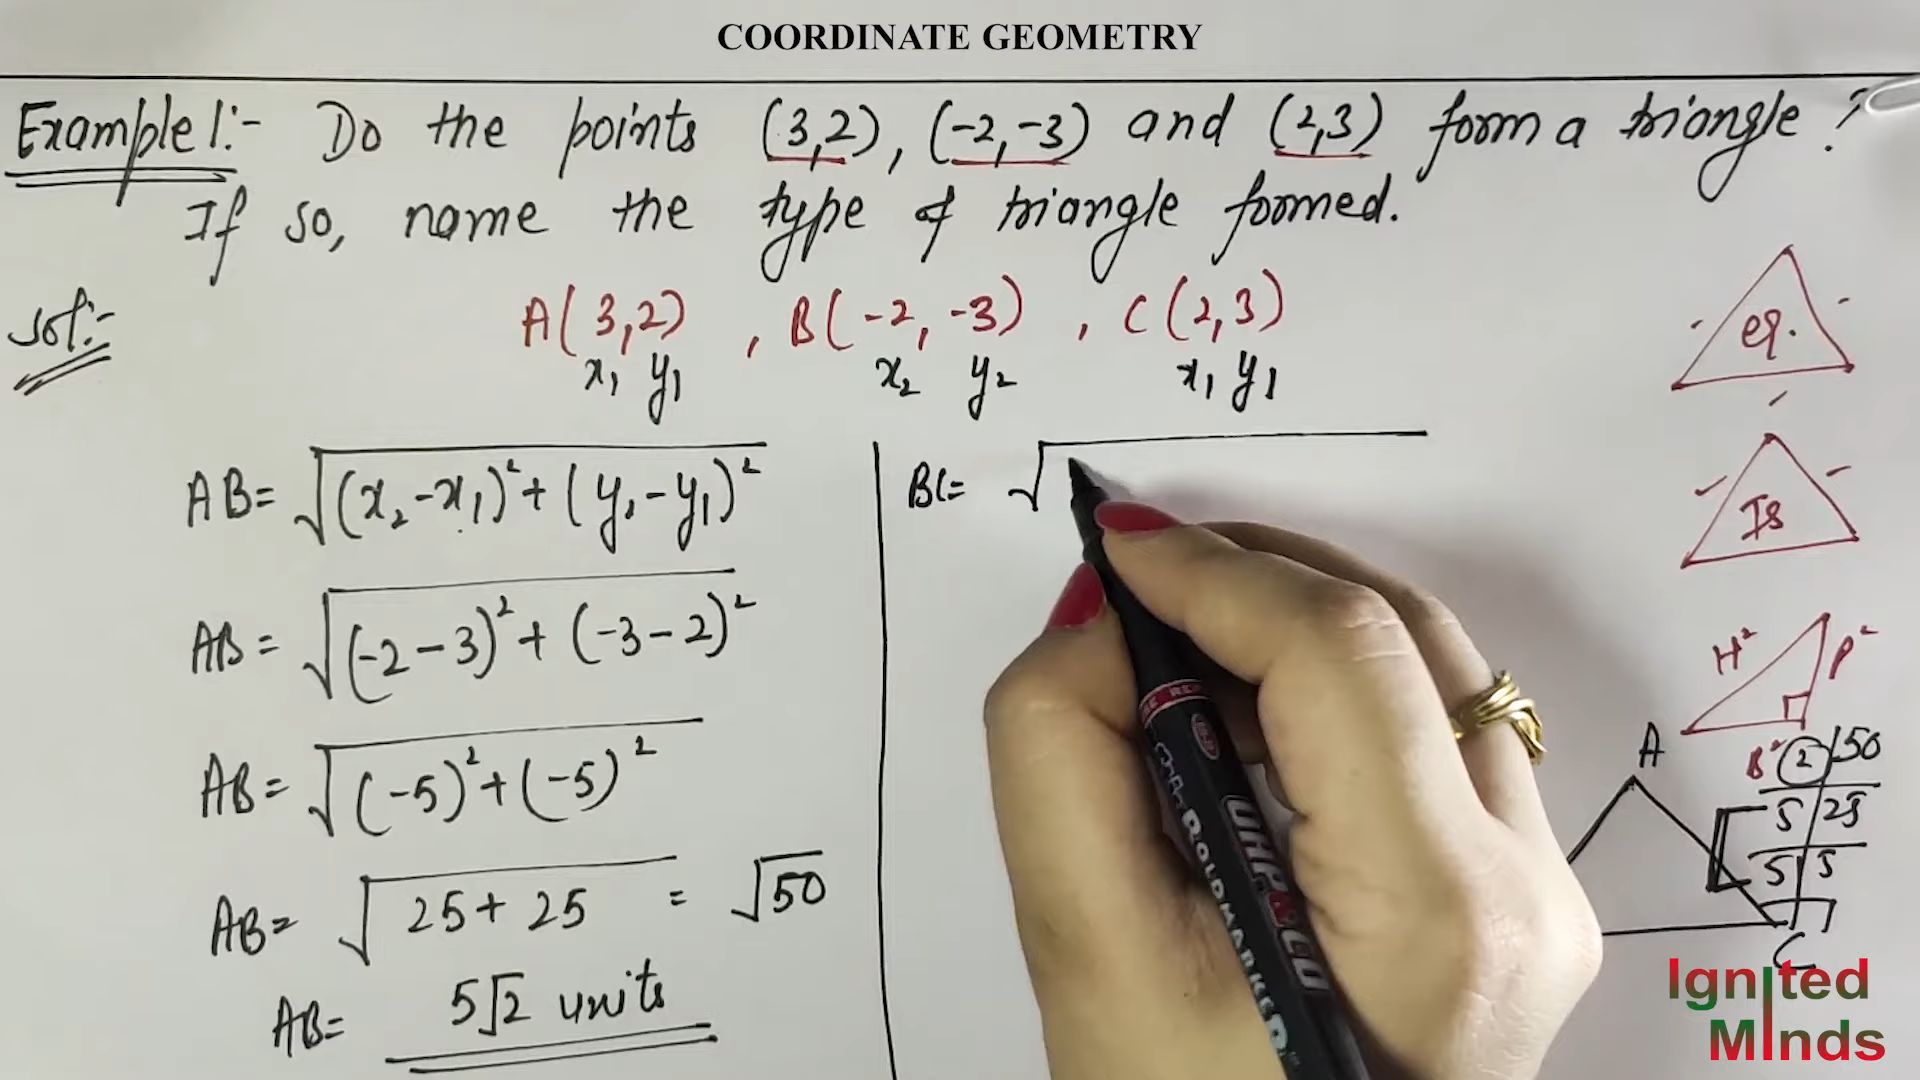 COORDINATE GEOMETRY
Example 1:- Do the points (3,2), (-2,-3) and (2,3) form a triangle?
If so, name the type of triangle formed.
Sol:-
A(3,2), B(-2,-3), C(2,3)
x₁ y₁ x₂ y₂ x₁ y₁
eq.
AB= √(x₂-x₁)²+(y₂-y₁)²
BC=
Is
AB= √(-2-3)²+(-3-2)²
H² P²
B²
AB= √(-5)²+(-5)²
A
2 50
5 25
5 5
1
C
AB= √25+25 = √50
AB= 5√2 units
Ignited
Minds
UNI&CO
ROLDMARKER